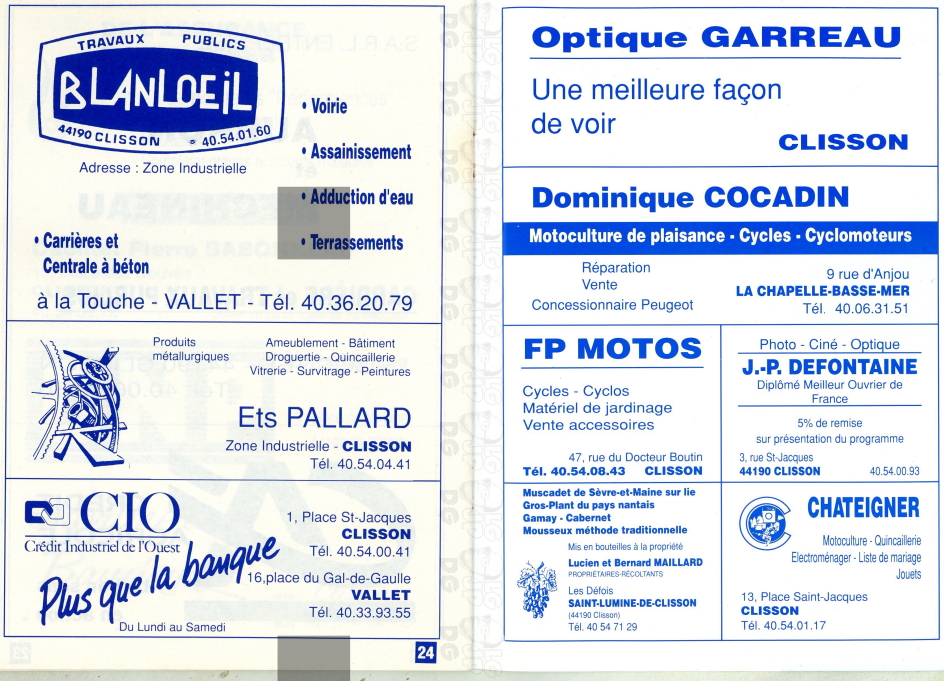 TRAVAUX PUBLICS
BLANLOEIL
44190 CLISSON ☎ 40.54.01.60
Adresse : Zone Industrielle
• Voirie
• Assainissement
• Adduction d'eau
• Terrassements
• Carrières et
Centrale à béton
à la Touche - VALLET - Tél. 40.36.20.79
Produits
métallurgiques
Ameublement - Bâtiment
Droguertie - Quincaillerie
Vitrerie - Survitrage - Peintures
Ets PALLARD
Zone Industrielle - CLISSON
Tél. 40.54.04.41
CIO
Crédit Industriel de l'Ouest
Plus que la banque
1, Place St-Jacques
CLISSON
Tél. 40.54.00.41
16,place du Gal-de-Gaulle
VALLET
Tél. 40.33.93.55
Du Lundi au Samedi
24
Optique GARREAU
Une meilleure façon
de voir
CLISSON
Dominique COCADIN
Motoculture de plaisance - Cycles - Cyclomoteurs
Réparation
Vente
Concessionnaire Peugeot
9 rue d'Anjou
LA CHAPELLE-BASSE-MER
Tél. 40.06.31.51
FP MOTOS
Cycles - Cyclos
Matériel de jardinage
Vente accessoires
47, rue du Docteur Boutin
Tél. 40.54.08.43 CLISSON
Photo - Ciné - Optique
J.-P. DEFONTAINE
Diplômé Meilleur Ouvrier de
France
5% de remise
sur présentation du programme
3, rue St-Jacques
44190 CLISSON 40.54.00.93
Muscadet de Sèvre-et-Maine sur lie
Gros-Plant du pays nantais
Gamay - Cabernet
Mousseux méthode traditionnelle
Mis en bouteilles à la propriété
Lucien et Bernard MAILLARD
PROPRIÉTAIRES-RÉCOLTANTS
Les Défois
SAINT-LUMINE-DE-CLISSON
(44190 Clisson)
Tél. 40 54 71 29
CHATEIGNER
Motoculture - Quincaillerie
Electroménager - Liste de mariage
Jouets
13, Place Saint-Jacques
CLISSON
Tél. 40.54.01.17